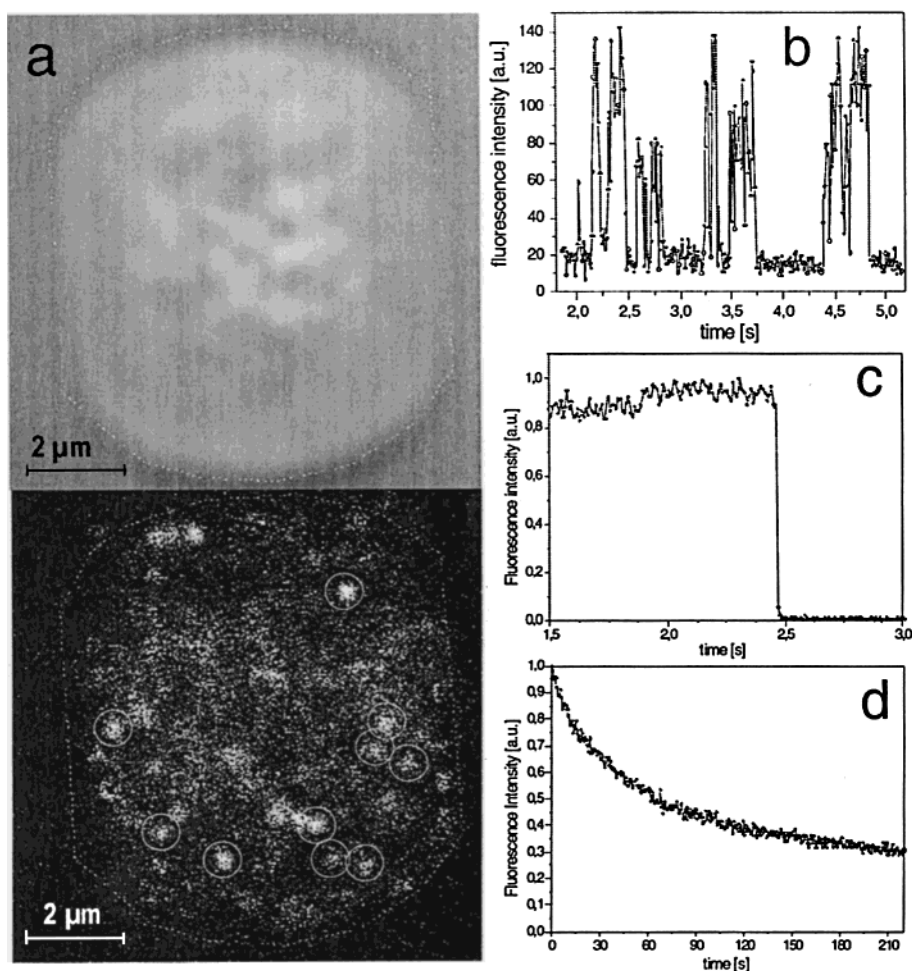 a
2 µm
2 µm
b
fluorescence intensity [a.u.]
140
120
100
80
60
40
20
0
2,0 2,5 3,0 3,5 4,0 4,5 5,0
time [s]
c
Fluorescence intensity [a.u.]
1,0
0,8
0,6
0,4
0,2
0,0
1,5 2,0 2,5 3,0
time [s]
d
Fluorescence Intensity [a.u.]
1,0
0,9
0,8
0,7
0,6
0,5
0,4
0,3
0,2
0,1
0,0
0 30 60 90 120 150 180 210
time [s]